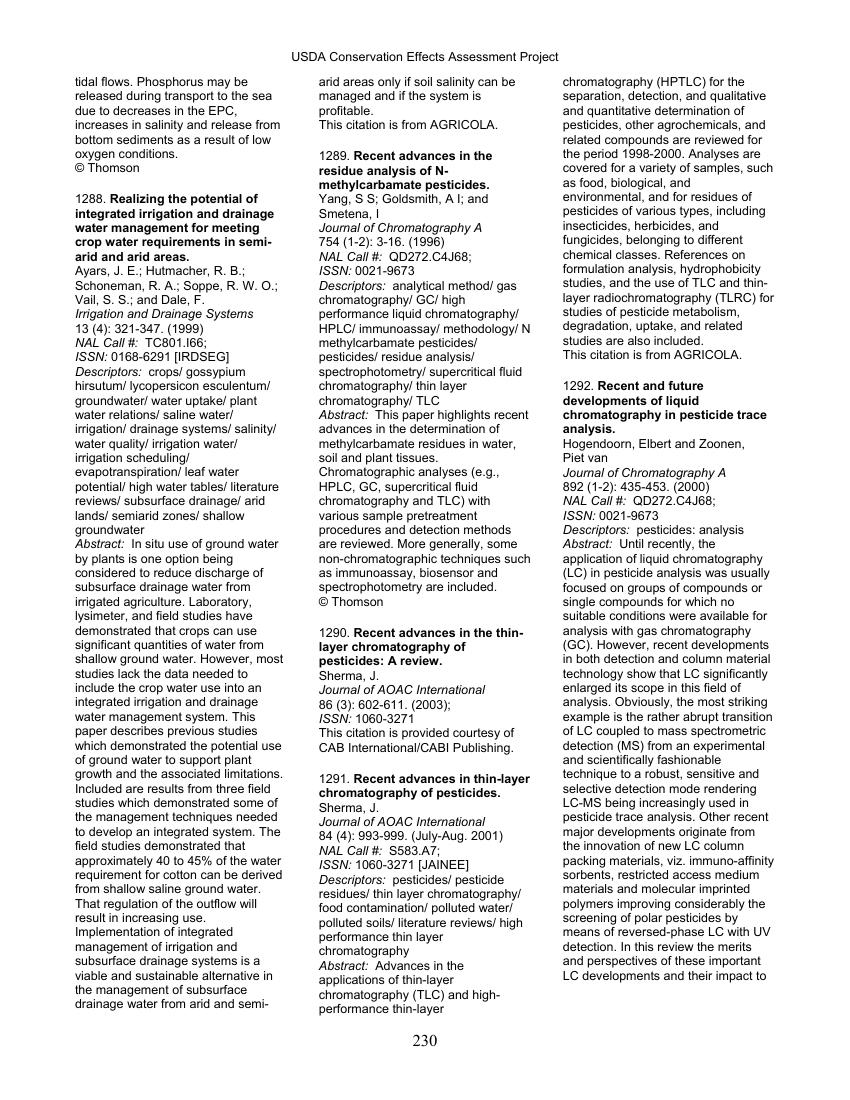 USDA Conservation Effects Assessment Project
tidal flows. Phosphorus may be
released during transport to the sea
due to decreases in the EPC,
increases in salinity and release from
bottom sediments as a result of low
oxygen conditions.
© Thomson
1288. Realizing the potential of
integrated irrigation and drainage
water management for meeting
crop water requirements in semi-
arid and arid areas.
Ayars, J. E.; Hutmacher, R. B.;
Schoneman, R. A.; Soppe, R. W. O.;
Vail, S. S.; and Dale, F.
Irrigation and Drainage Systems
13 (4): 321-347. (1999)
NAL Call #: TC801.I66;
ISSN: 0168-6291 [IRDSEG]
Descriptors: crops/ gossypium
hirsutum/ lycopersicon esculentum/
groundwater/ water uptake/ plant
water relations/ saline water/
irrigation/ drainage systems/ salinity/
water quality/ irrigation water/
irrigation scheduling/
evapotranspiration/ leaf water
potential/ high water tables/ literature
reviews/ subsurface drainage/ arid
lands/ semiarid zones/ shallow
groundwater
Abstract: In situ use of ground water
by plants is one option being
considered to reduce discharge of
subsurface drainage water from
irrigated agriculture. Laboratory,
lysimeter, and field studies have
demonstrated that crops can use
significant quantities of water from
shallow ground water. However, most
studies lack the data needed to
include the crop water use into an
integrated irrigation and drainage
water management system. This
paper describes previous studies
which demonstrated the potential use
of ground water to support plant
growth and the associated limitations.
Included are results from three field
studies which demonstrated some of
the management techniques needed
to develop an integrated system. The
field studies demonstrated that
approximately 40 to 45% of the water
requirement for cotton can be derived
from shallow saline ground water.
That regulation of the outflow will
result in increasing use.
Implementation of integrated
management of irrigation and
subsurface drainage systems is a
viable and sustainable alternative in
the management of subsurface
drainage water from arid and semi-
arid areas only if soil salinity can be
managed and if the system is
profitable.
This citation is from AGRICOLA.
1289. Recent advances in the
residue analysis of N-
methylcarbamate pesticides.
Yang, S S; Goldsmith, A I; and
Smetena, I
Journal of Chromatography A
754 (1-2): 3-16. (1996)
NAL Call #: QD272.C4J68;
ISSN: 0021-9673
Descriptors: analytical method/ gas
chromatography/ GC/ high
performance liquid chromatography/
HPLC/ immunoassay/ methodology/ N
methylcarbamate pesticides/
pesticides/ residue analysis/
spectrophotometry/ supercritical fluid
chromatography/ thin layer
chromatography/ TLC
Abstract: This paper highlights recent
advances in the determination of
methylcarbamate residues in water,
soil and plant tissues.
Chromatographic analyses (e.g.,
HPLC, GC, supercritical fluid
chromatography and TLC) with
various sample pretreatment
procedures and detection methods
are reviewed. More generally, some
non-chromatographic techniques such
as immunoassay, biosensor and
spectrophotometry are included.
© Thomson
1290. Recent advances in the thin-
layer chromatography of
pesticides: A review.
Sherma, J.
Journal of AOAC International
86 (3): 602-611. (2003);
ISSN: 1060-3271
This citation is provided courtesy of
CAB International/CABI Publishing.
1291. Recent advances in thin-layer
chromatography of pesticides.
Sherma, J.
Journal of AOAC International
84 (4): 993-999. (July-Aug. 2001)
NAL Call #: S583.A7;
ISSN: 1060-3271 [JAINEE]
Descriptors: pesticides/ pesticide
residues/ thin layer chromatography/
food contamination/ polluted water/
polluted soils/ literature reviews/ high
performance thin layer
chromatography
Abstract: Advances in the
applications of thin-layer
chromatography (TLC) and high-
performance thin-layer
chromatography (HPTLC) for the
separation, detection, and qualitative
and quantitative determination of
pesticides, other agrochemicals, and
related compounds are reviewed for
the period 1998-2000. Analyses are
covered for a variety of samples, such
as food, biological, and
environmental, and for residues of
pesticides of various types, including
insecticides, herbicides, and
fungicides, belonging to different
chemical classes. References on
formulation analysis, hydrophobicity
studies, and the use of TLC and thin-
layer radiochromatography (TLRC) for
studies of pesticide metabolism,
degradation, uptake, and related
studies are also included.
This citation is from AGRICOLA.
1292. Recent and future
developments of liquid
chromatography in pesticide trace
analysis.
Hogendoorn, Elbert and Zoonen,
Piet van
Journal of Chromatography A
892 (1-2): 435-453. (2000)
NAL Call #: QD272.C4J68;
ISSN: 0021-9673
Descriptors: pesticides: analysis
Abstract: Until recently, the
application of liquid chromatography
(LC) in pesticide analysis was usually
focused on groups of compounds or
single compounds for which no
suitable conditions were available for
analysis with gas chromatography
(GC). However, recent developments
in both detection and column material
technology show that LC significantly
enlarged its scope in this field of
analysis. Obviously, the most striking
example is the rather abrupt transition
of LC coupled to mass spectrometric
detection (MS) from an experimental
and scientifically fashionable
technique to a robust, sensitive and
selective detection mode rendering
LC-MS being increasingly used in
pesticide trace analysis. Other recent
major developments originate from
the innovation of new LC column
packing materials, viz. immuno-affinity
sorbents, restricted access medium
materials and molecular imprinted
polymers improving considerably the
screening of polar pesticides by
means of reversed-phase LC with UV
detection. In this review the merits
and perspectives of these important
LC developments and their impact to
230